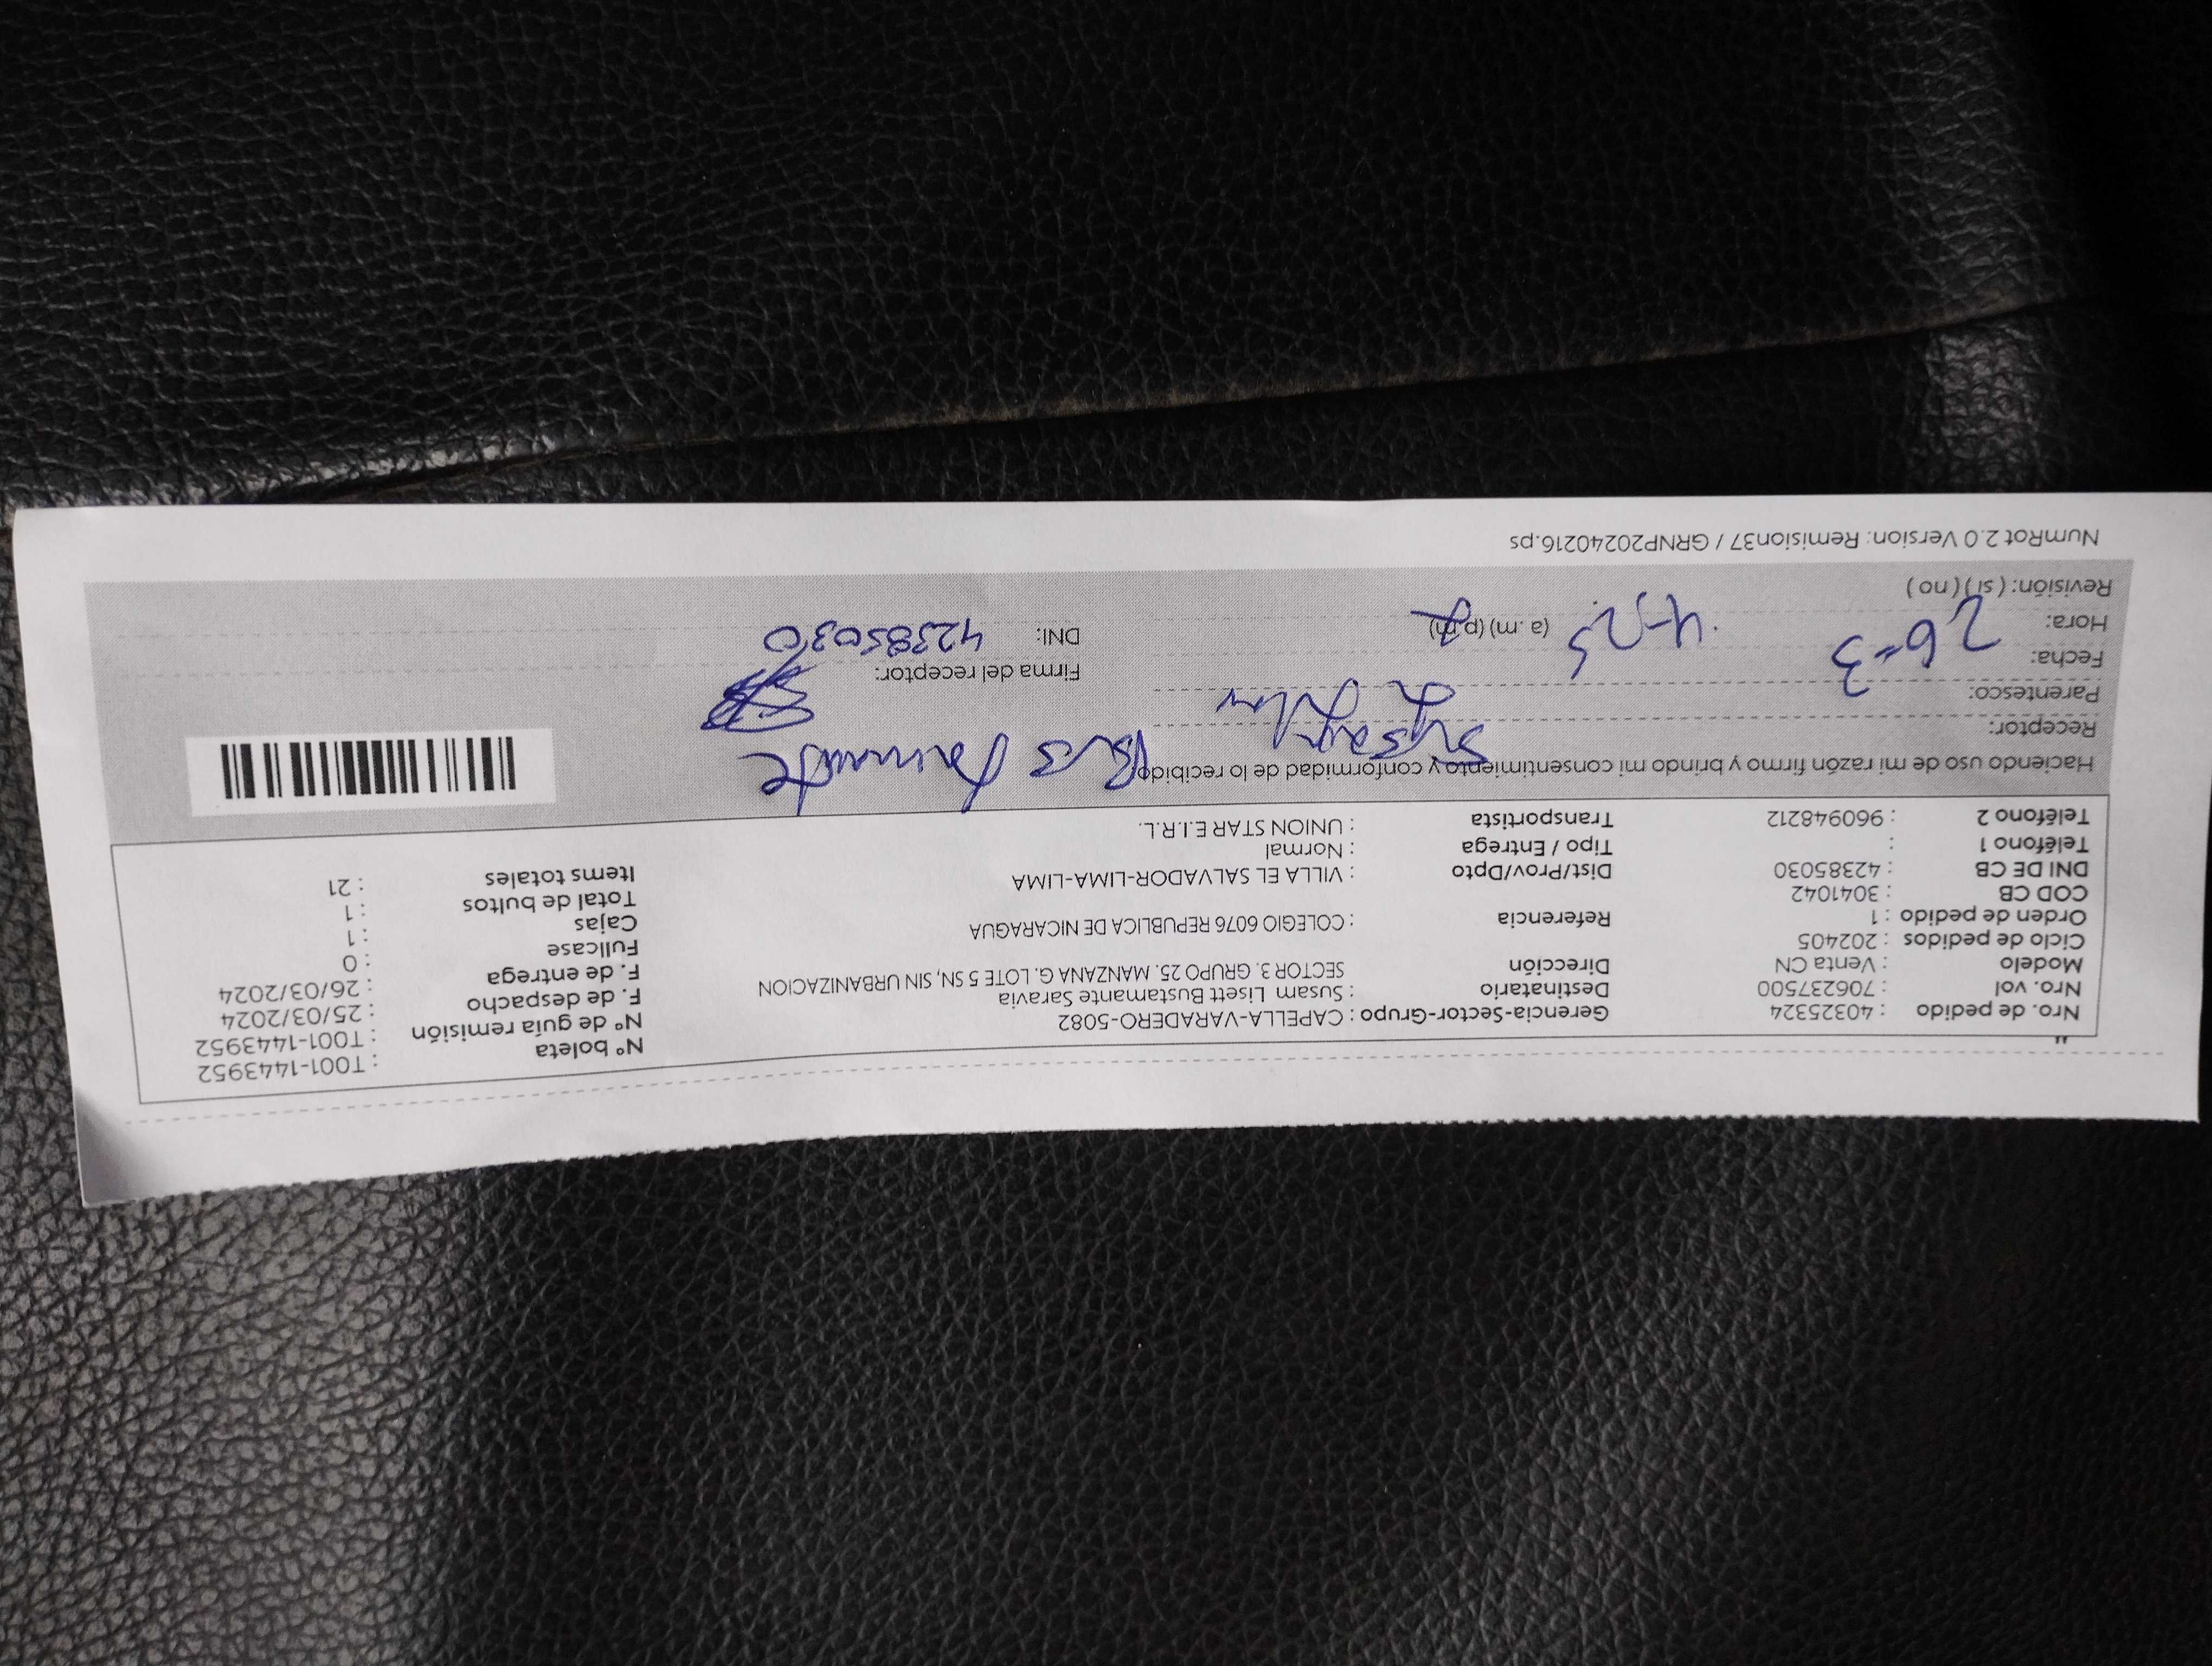 Nro. de pedido : 40325324 Gerencia-Sector-Grupo : CAPELLA-VARADERO-5082 N° boleta : T001-1443952
Nro. vol : 706237500 Destinatario : Susam Lisett Bustamante Saravia N° de guía remisión : T001-1443952
Modelo : Venta CN Dirección SECTOR 3. GRUPO 25. MANZANA G. LOTE 5 SN, SIN URBANIZACION F. de despacho : 25/03/2024
Ciclo de pedidos : 202405 F. de entrega : 26/03/2024
Orden de pedido : 1 Referencia : COLEGIO 6076 REPUBLICA DE NICARAGUA Fullcase : 0
COD CB : 3041042 Cajas : 1
DNI DE CB : 42385030 Dist/Prov/Dpto : VILLA EL SALVADOR-LIMA-LIMA Total de bultos : 1
Teléfono 1 : Tipo / Entrega : Normal Items totales : 21
Teléfono 2 : 960948212 Transportista : UNION STAR E.I.R.L.
Haciendo uso de mi razón firmo y brindo mi consentimiento y conformidad de lo recibido
Receptor:
Parentesco:
Fecha: 26-3 Firma del receptor:
Hora: 4-25 (a.m) (p.m) DNI: 42385030
Revisión: ( si ) ( no )
NumRot 2.0 Version: Remision37 / GRNP20240216.ps